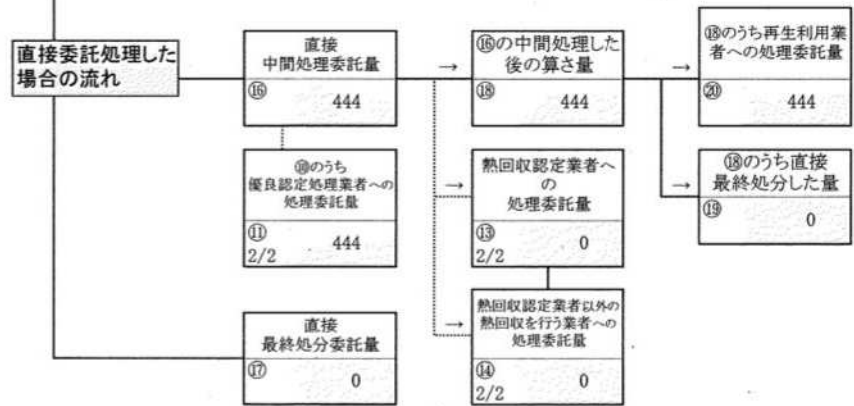 直接委託処理した
場合の流れ
直接
中間処理委託量
⑯
444
→
⑯の中間処理した
後の算さ量
⑱
444
→
⑱のうち再生利用業
者への処理委託量
⑳
444
⑩のうち
優良認定処理業者への
処理委託量
⑪
2/2
444
→
熱回収認定業者へ
の
処理委託量
⑬
2/2
0
→
⑱のうち直接
最終処分した量
⑲
0
直接
最終処分委託量
⑰
0
→
熱回収認定業者以外の
熱回収を行う業者への
処理委託量
⑭
2/2
0